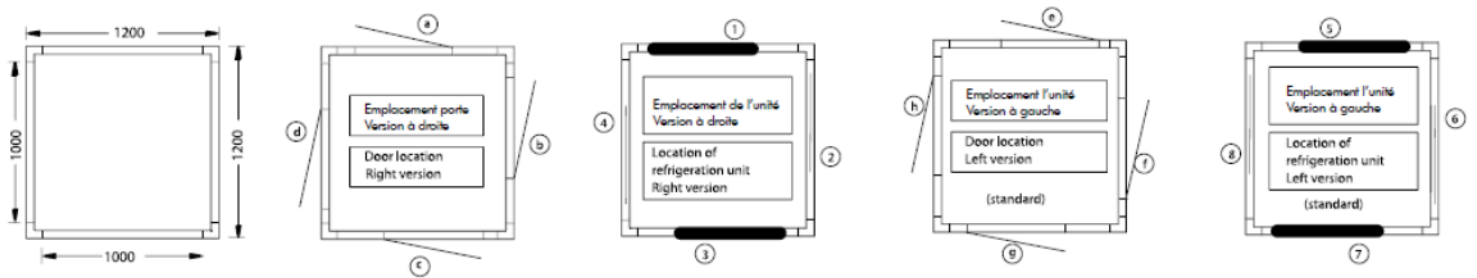 1200
1000
1200
1000
a
b
c
d
Emplacement porte
Version à droite
Door location
Right version
1
2
3
4
Emplacement de l'unité
Version à droite
Location of
refrigeration unit
Right version
e
f
g
h
Emplacement l'unité
Version à gauche
Door location
Left version
(standard)
5
6
7
8
Emplacement l'unité
Version à gauche
Location of
refrigeration unit
Left version
(standard)